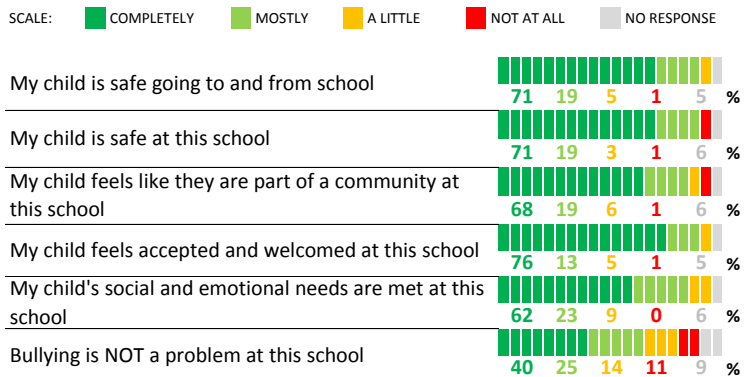 SCALE: COMPLETELY MOSTLY A LITTLE NOT AT ALL NO RESPONSE
My child is safe going to and from school
71 19 5 1 5 %
My child is safe at this school
71 19 3 1 6 %
My child feels like they are part of a community at
this school
68 19 6 1 6 %
My child feels accepted and welcomed at this school
76 13 5 1 5 %
My child's social and emotional needs are met at this
school
62 23 9 0 6 %
Bullying is NOT a problem at this school
40 25 14 11 9 %